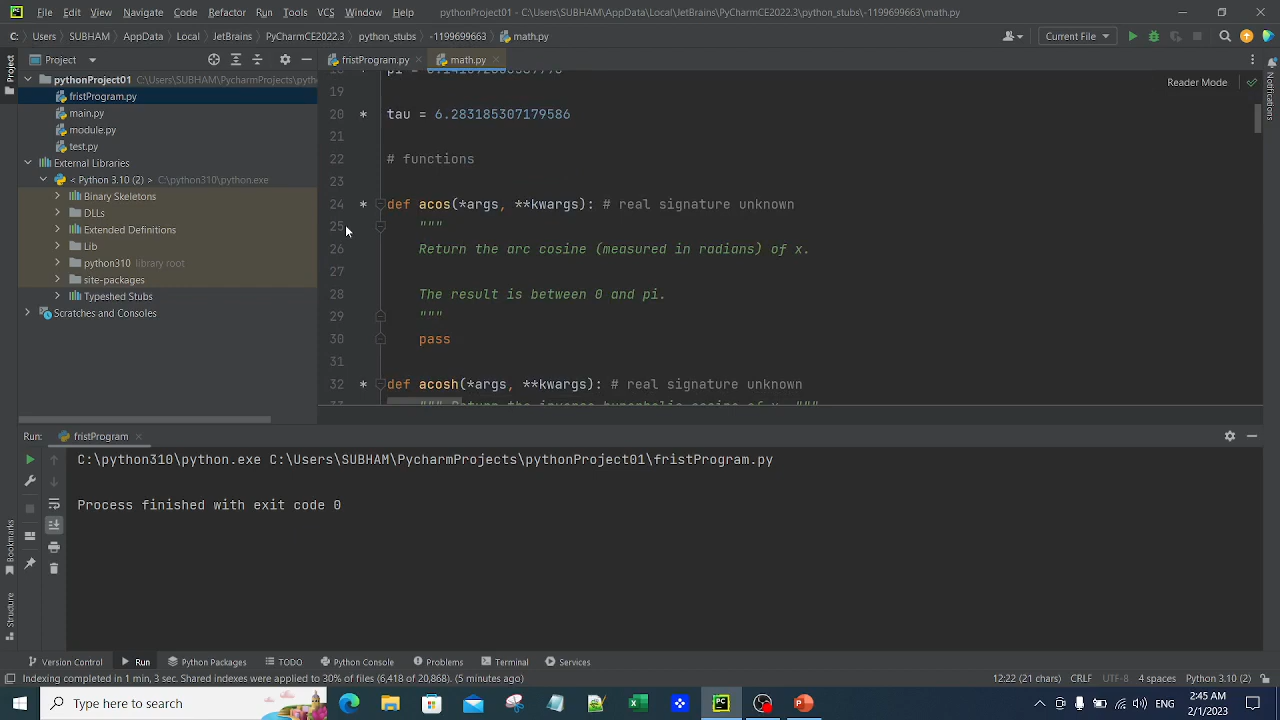 File Edit View Navigate Code Refactor Run Tools VCS Window Help pythonProject01 - C:\Users\SUBHAM\AppData\Local\JetBrains\PyCharmCE2022.3\python_stubs\-1199699663\math.py
C: Users SUBHAM AppData Local JetBrains PyCharmCE2022.3 python_stubs -1199699663 math.py Current File
Project
fristProgram.py math.py
Reader Mode
pythonProject01 C:\Users\SUBHAM\PycharmProjects\pyth
fristProgram.py
main.py
module.py
test.py
External Libraries
< Python 3.10 (2) > C:\python310\python.exe
Binary Skeletons
DLLs
Extended Definitions
Lib
python310 library root
site-packages
Typeshed Stubs
Scratches and Consoles
19
20 * tau = 6.283185307179586
21
22 # functions
23
24 * def acos(*args, **kwargs): # real signature unknown
25 """
26 Return the arc cosine (measured in radians) of x.
27
28 The result is between 0 and pi.
29 """
30 pass
31
32 * def acosh(*args, **kwargs): # real signature unknown
Project
Notifications
Run: fristProgram
C:\python310\python.exe C:\Users\SUBHAM\PycharmProjects\pythonProject01\fristProgram.py
Process finished with exit code 0
Bookmarks
Structure
Version Control Run Python Packages TODO Python Console Problems Terminal Services
Indexing completed in 1 min, 3 sec. Shared indexes were applied to 30% of files (6,418 of 20,868). (5 minutes ago) 1222 (21 chars) CRLF UTF-8 4 spaces Python 3.10 (2)
Type here to search
ENG
2:45 AM
2/1/2023